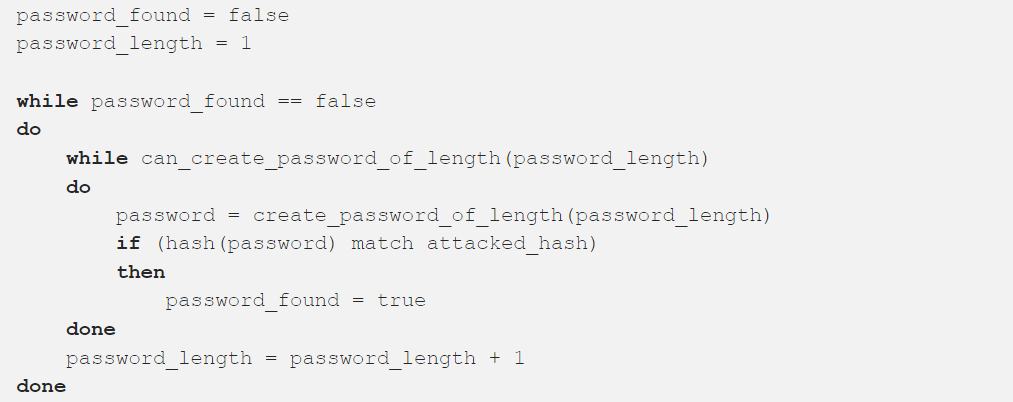 password_found = false
password_length = 1
while password_found == false
do
while can_create_password_of_length(password_length)
do
password = create_password_of_length(password_length)
if (hash(password) match attacked_hash)
then
password_found = true
done
password_length = password_length + 1
done